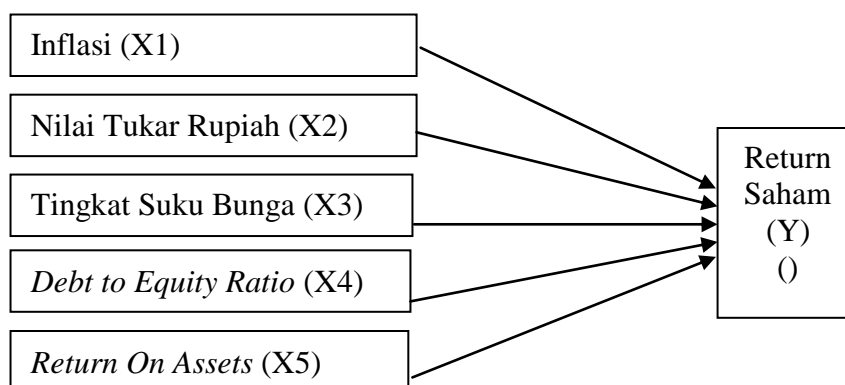 Inflasi (X1)
Nilai Tukar Rupiah (X2)
Tingkat Suku Bunga (X3)
Debt to Equity Ratio (X4)
Return On Assets (X5)
Return
Saham
(Y)
()